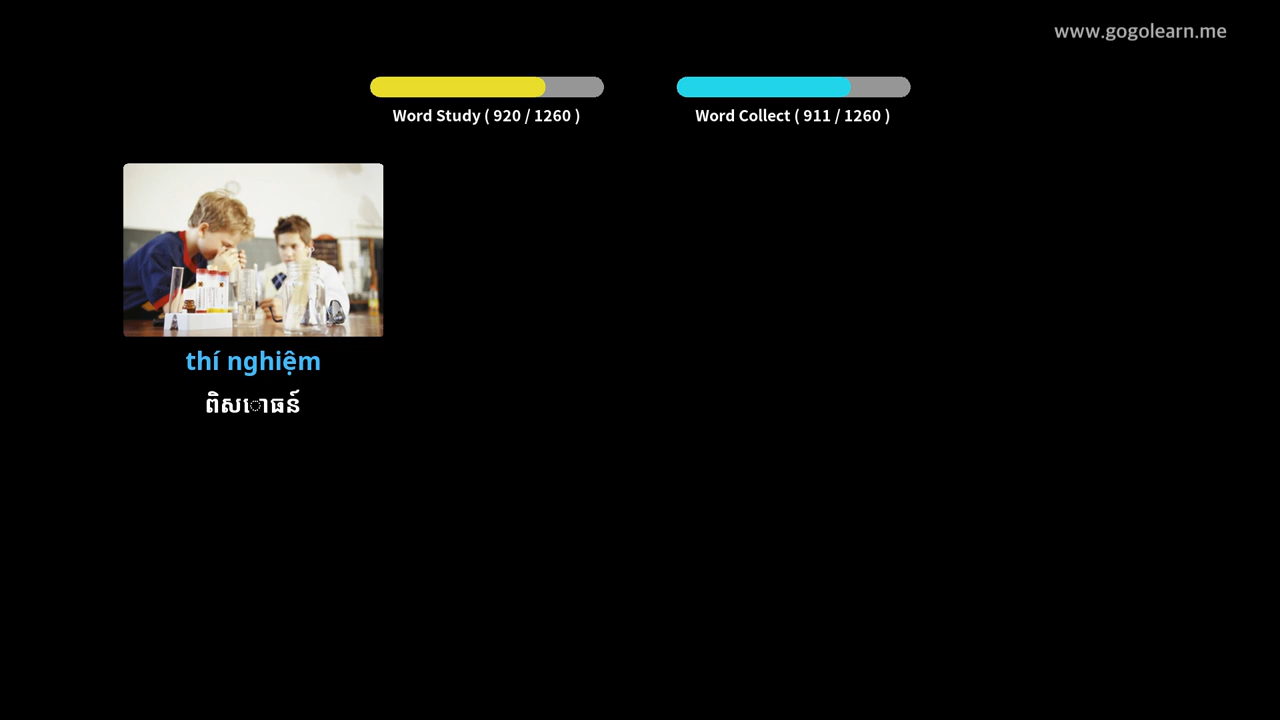 www.gogolearn.me
Word Study ( 920 / 1260 )
Word Collect ( 911 / 1260 )
thí nghiệm
ពិសោធន៍